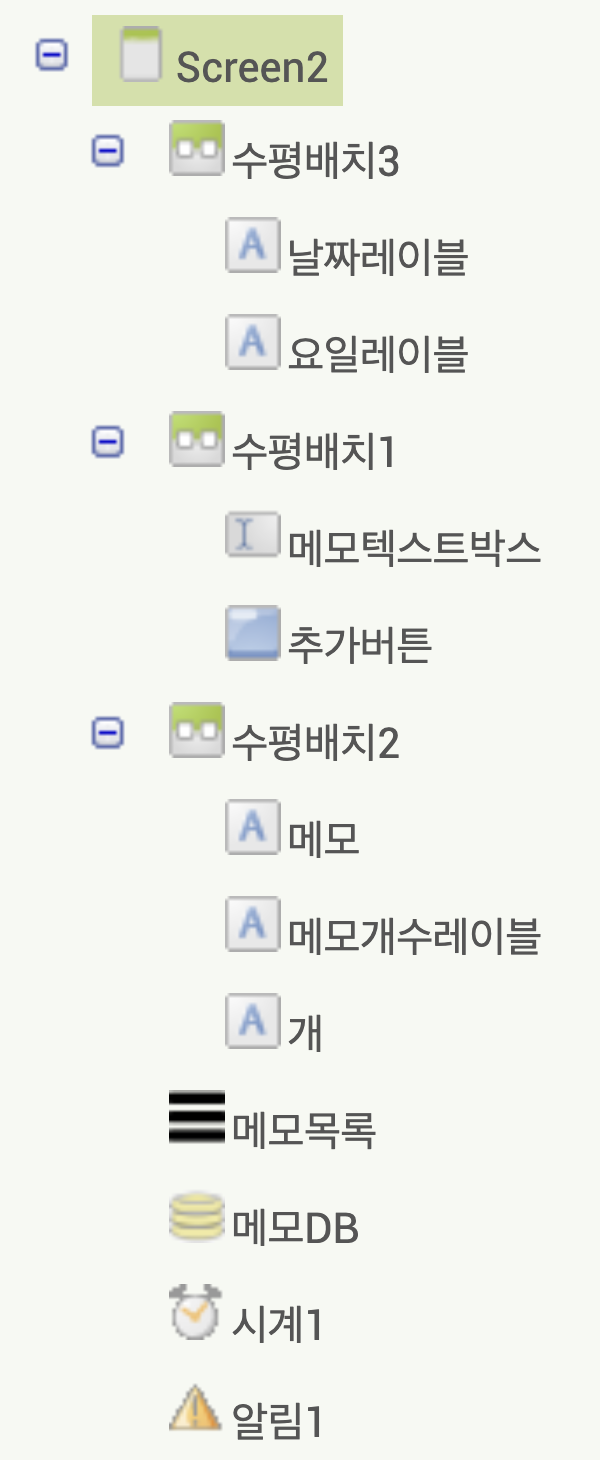 Screen2
수평배치3
날짜레이블
요일레이블
수평배치1
메모텍스트박스
추가버튼
수평배치2
메모
메모개수레이블
개
메모목록
메모DB
시계1
알림1